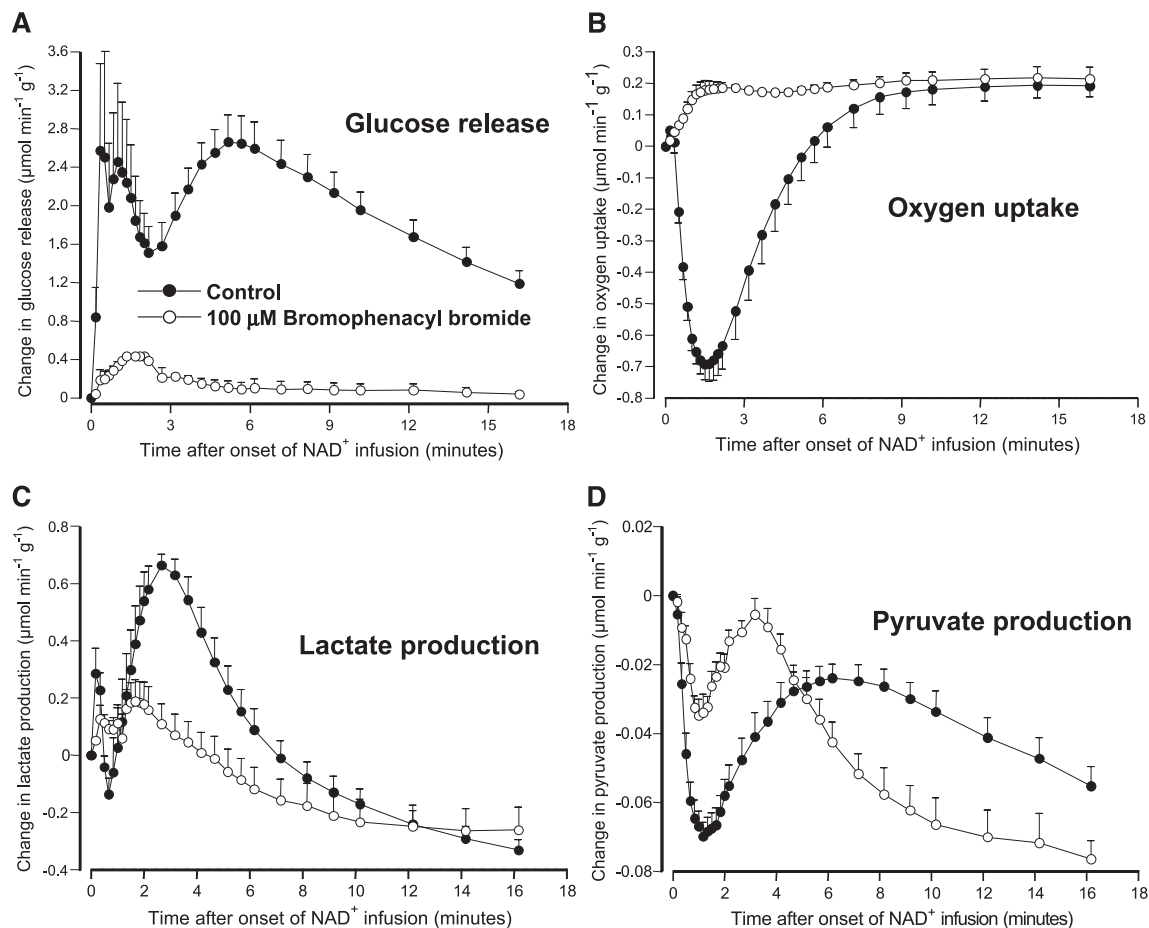 A
Change in glucose release (µmol min⁻¹ g⁻¹)
3.6
3.2
2.8
2.4
2.0
1.6
1.2
0.8
0.4
0
Glucose release
Control
100 µM Bromophenacyl bromide
0 3 6 9 12 15 18
Time after onset of NAD⁺ infusion (minutes)
B
Change in oxygen uptake (µmol min⁻¹ g⁻¹)
0.3
0.2
0.1
0
-0.1
-0.2
-0.3
-0.4
-0.5
-0.6
-0.7
-0.8
Oxygen uptake
0 3 6 9 12 15 18
Time after onset of NAD⁺ infusion (minutes)
C
Change in lactate production (µmol min⁻¹ g⁻¹)
0.8
0.6
0.4
0.2
0
-0.2
-0.4
Lactate production
0 2 4 6 8 10 12 14 16 18
Time after onset of NAD⁺ infusion (minutes)
D
Change in pyruvate production (µmol min⁻¹ g⁻¹)
0.02
0
-0.02
-0.04
-0.06
-0.08
Pyruvate production
0 2 4 6 8 10 12 14 16 18
Time after onset of NAD⁺ infusion (minutes)